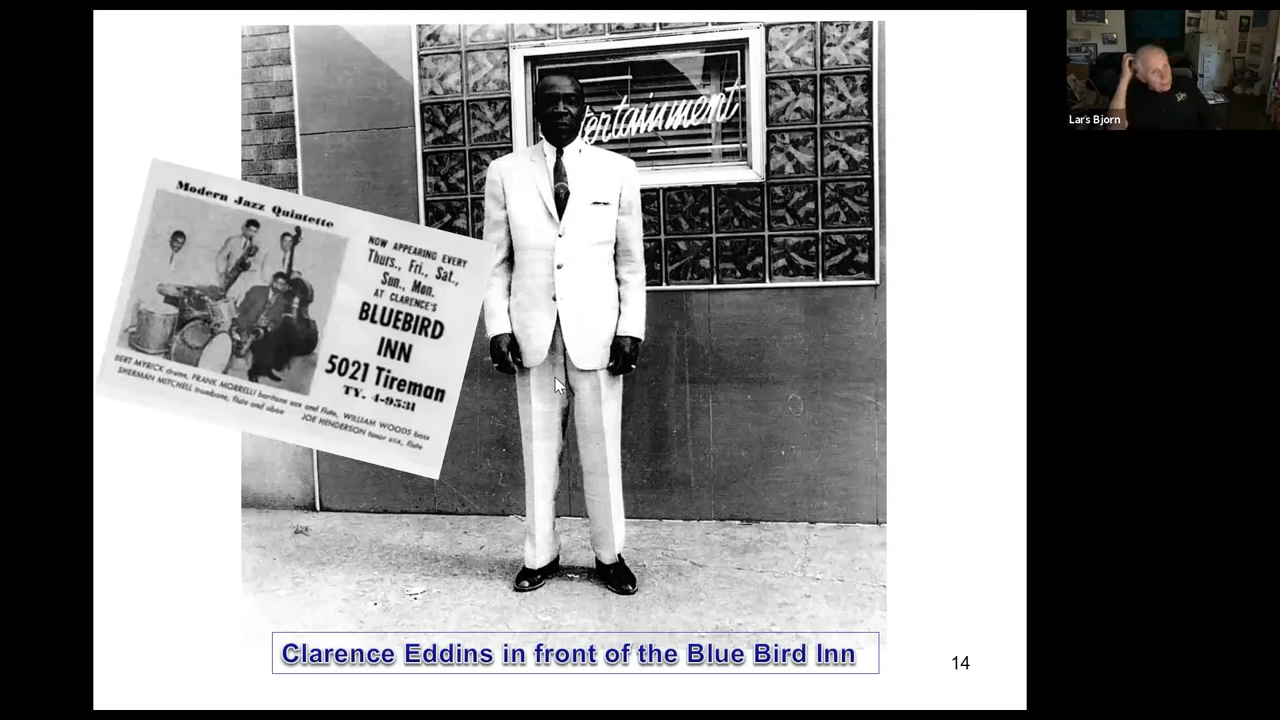 Modern Jazz Quintette
NOW APPEARING EVERY
Thurs., Fri., Sat.,
Sun., Mon.
AT CLARENCE'S
BLUEBIRD
INN
5021 Tireman
TY. 4-9531
BERT MYRICK drums, FRANK MORRELLI baritone sax and flute, WILLIAM WOODS bass
SHERMAN MITCHELL trombone, flute and oboe JOE HENDERSON tenor sax, flute
tertainment
Clarence Eddins in front of the Blue Bird Inn
14
Lars Bjorn